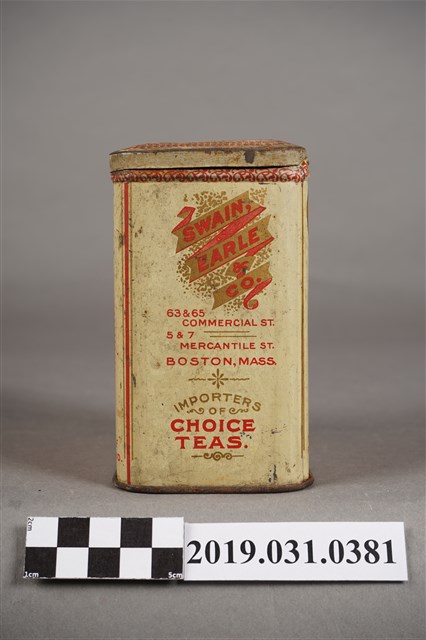 SWAIN,
EARLE
& CO.
63 & 65
COMMERCIAL ST.
5 & 7
MERCANTILE ST.
BOSTON, MASS.
IMPORTERS
OF
CHOICE
TEAS.
2cm
1cm
5cm
2019.031.0381